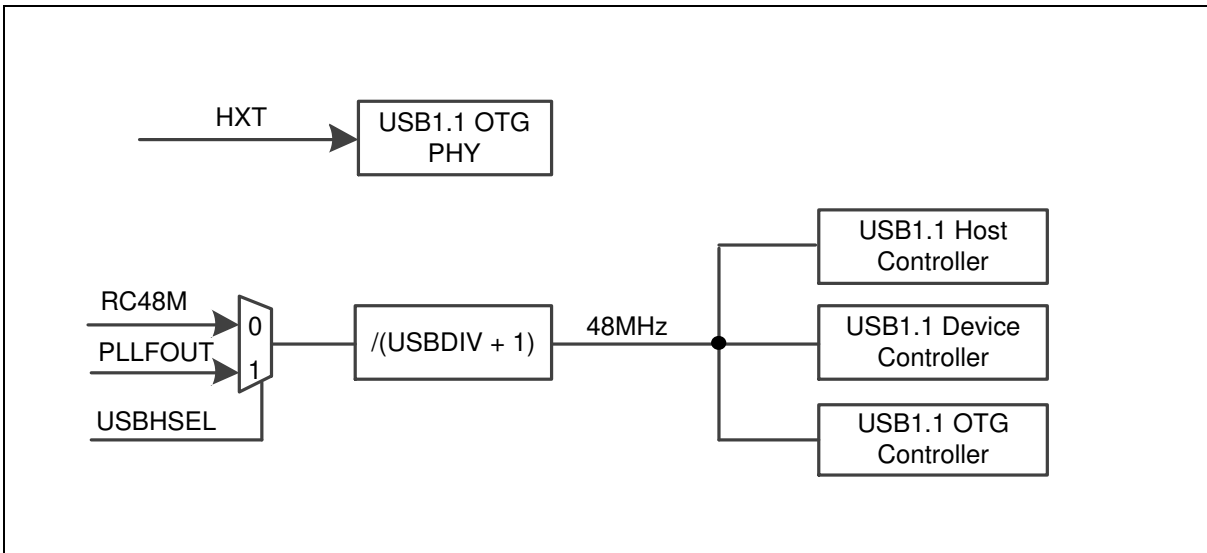 HXT
USB1.1 OTG
PHY
USB1.1 Host
Controller
RC48M
0
/(USBDIV + 1)
48MHz
USB1.1 Device
Controller
PLLFOUT
1
USBHSEL
USB1.1 OTG
Controller